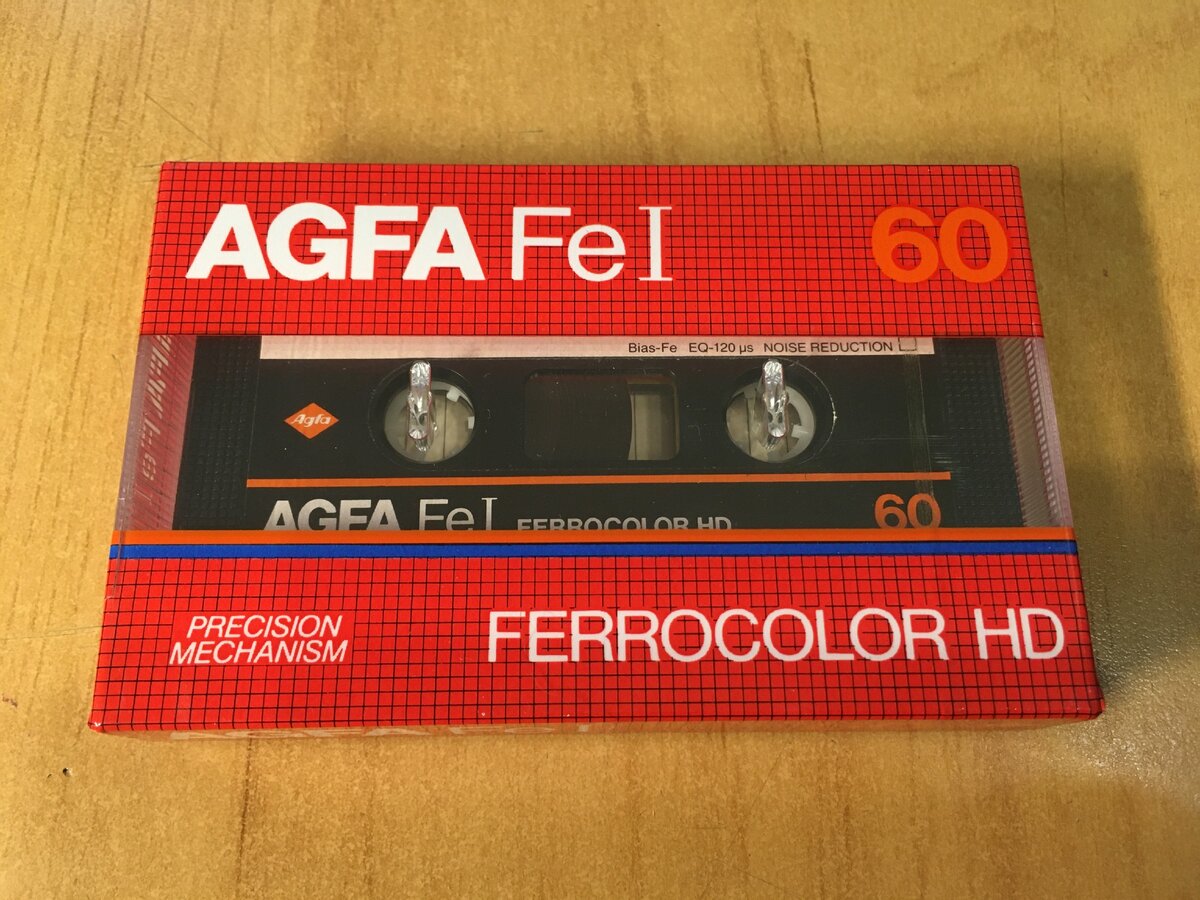 AGFA Fe I 60
Bias-Fe EQ-120 µs NOISE REDUCTION
Agfa
AGFA Fe I FERROCOLOR HD 60
PRECISION
MECHANISM
FERROCOLOR HD